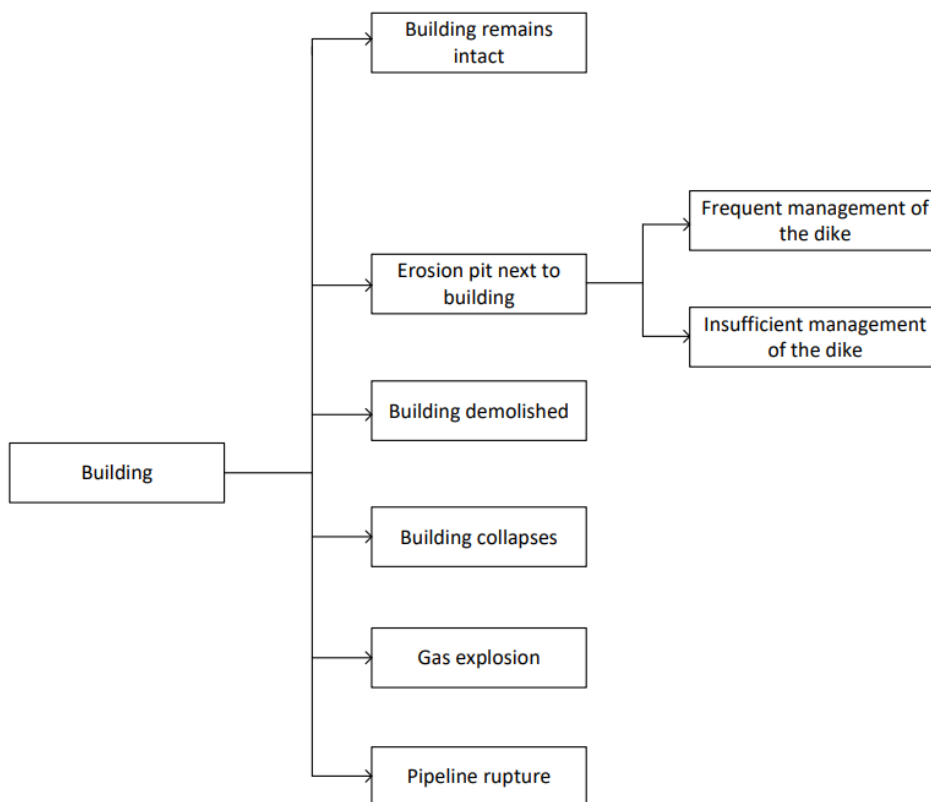 Building remains
intact
Frequent management of
the dike
Erosion pit next to
building
Insufficient management
of the dike
Building demolished
Building
Building collapses
Gas explosion
Pipeline rupture